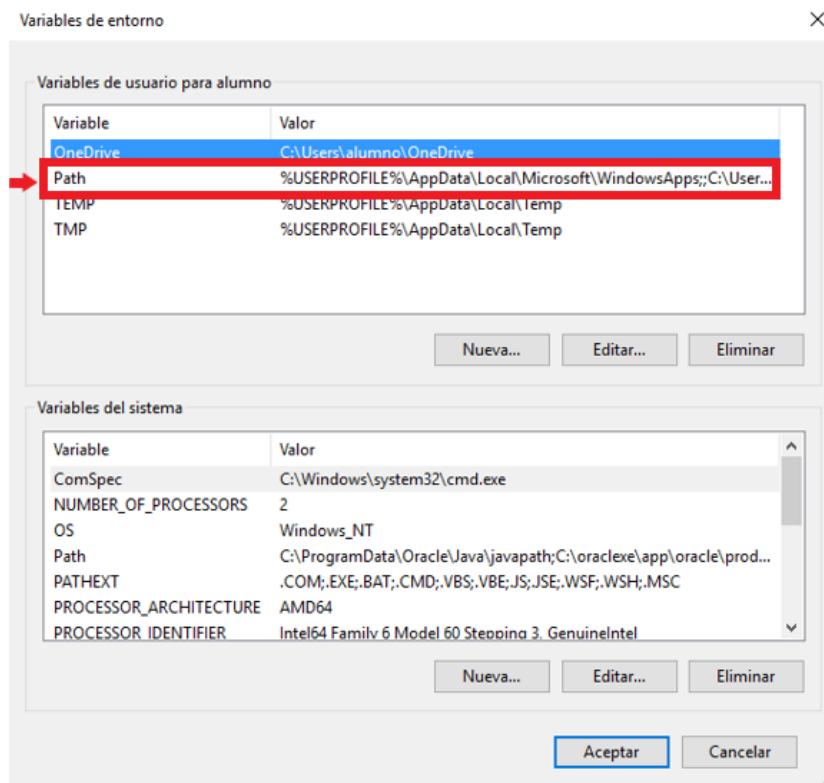 Variables de entorno
Variables de usuario para alumno
Variable Valor
OneDrive C:\Users\alumno\OneDrive
Path %USERPROFILE%\AppData\Local\Microsoft\WindowsApps;;C:\User...
TEMP %USERPROFILE%\AppData\Local\Temp
TMP %USERPROFILE%\AppData\Local\Temp
Nueva... Editar... Eliminar
Variables del sistema
Variable Valor
ComSpec C:\Windows\system32\cmd.exe
NUMBER_OF_PROCESSORS 2
OS Windows_NT
Path C:\ProgramData\Oracle\Java\javapath;C:\oraclexe\app\oracle\prod...
PATHEXT .COM;.EXE;.BAT;.CMD;.VBS;.VBE;.JS;.JSE;.WSF;.WSH;.MSC
PROCESSOR_ARCHITECTURE AMD64
PROCESSOR_IDENTIFIER Intel64 Family 6 Model 60 Stepping 3, GenuineIntel
Nueva... Editar... Eliminar
Aceptar Cancelar